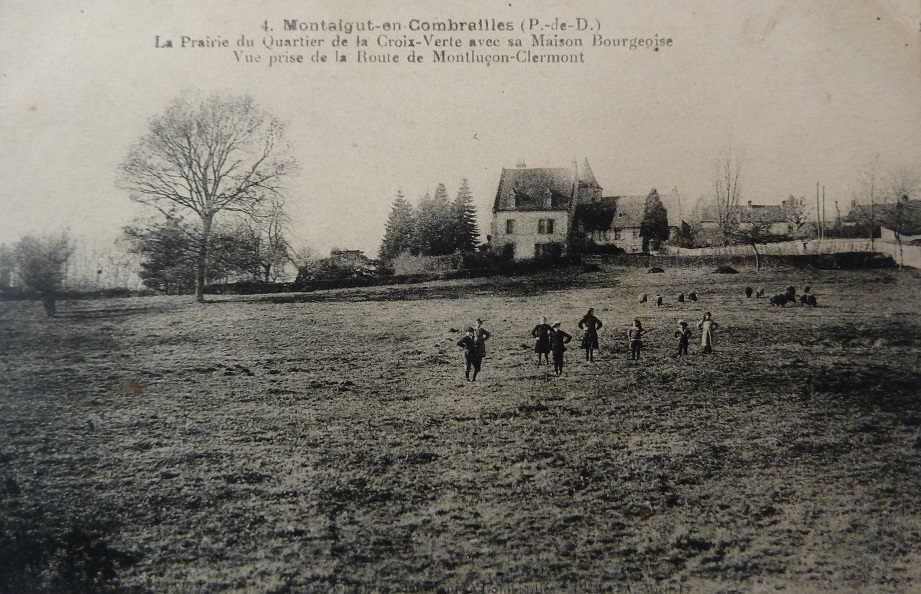 4. Montaigut-en-Combrailles (P.-de-D.)
La Prairie du Quartier de la Croix-Verte avec sa Maison Bourgeoise
Vue prise de la Route de Montluçon-Clermont